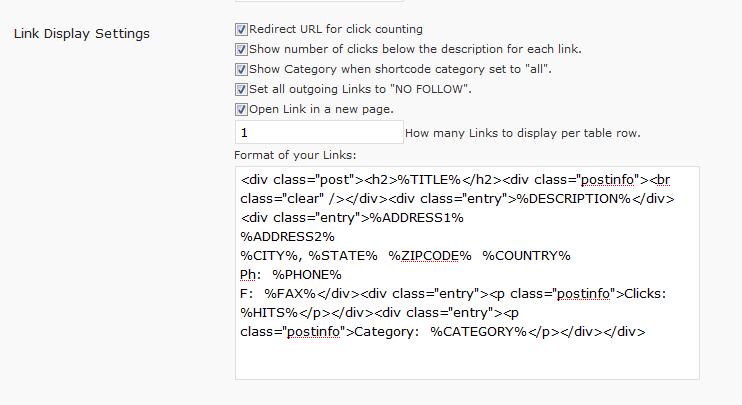 Link Display Settings
Redirect URL for click counting
Show number of clicks below the description for each link.
Show Category when shortcode category set to "all".
Set all outgoing Links to "NO FOLLOW".
Open Link in a new page.
1 How many Links to display per table row.
Format of your Links:
<div class="post"><h2>%TITLE%</h2><div class="postinfo"><br
class="clear" /></div><div class="entry">%DESCRIPTION%</div>
<div class="entry">%ADDRESS1%
%ADDRESS2%
%CITY%, %STATE%  %ZIPCODE%  %COUNTRY%
Ph:  %PHONE%
F:  %FAX%</div><div class="entry"><p class="postinfo">Clicks:
%HITS%</p></div><div class="entry"><p
class="postinfo">Category:  %CATEGORY%</p></div></div>